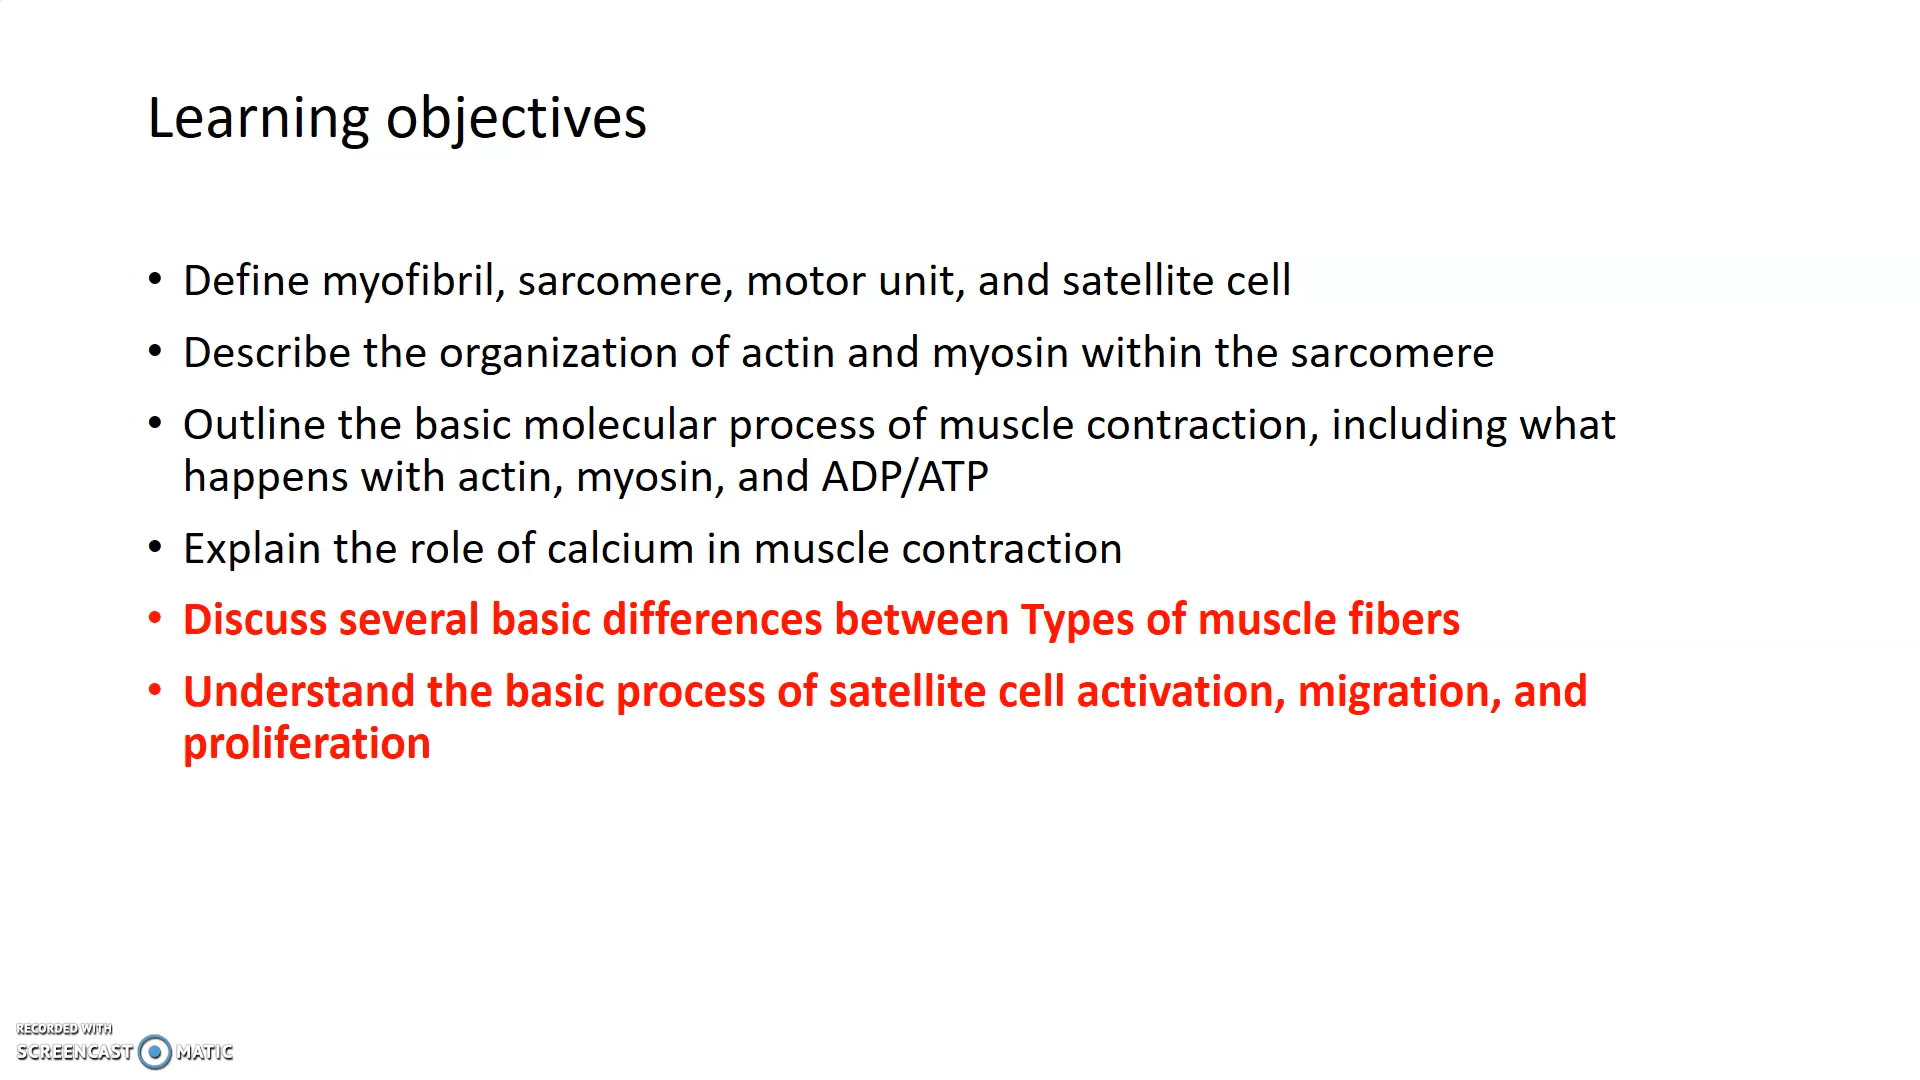 Learning objectives
• Define myofibril, sarcomere, motor unit, and satellite cell
• Describe the organization of actin and myosin within the sarcomere
• Outline the basic molecular process of muscle contraction, including what
happens with actin, myosin, and ADP/ATP
• Explain the role of calcium in muscle contraction
• Discuss several basic differences between Types of muscle fibers
• Understand the basic process of satellite cell activation, migration, and
proliferation
RECORDED WITH
SCREENCAST MATIC